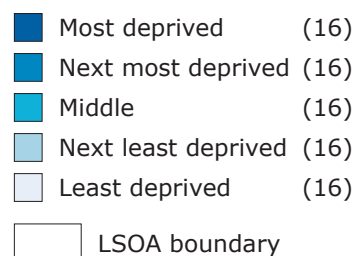 Most deprived (16)
Next most deprived (16)
Middle (16)
Next least deprived (16)
Least deprived (16)
LSOA boundary